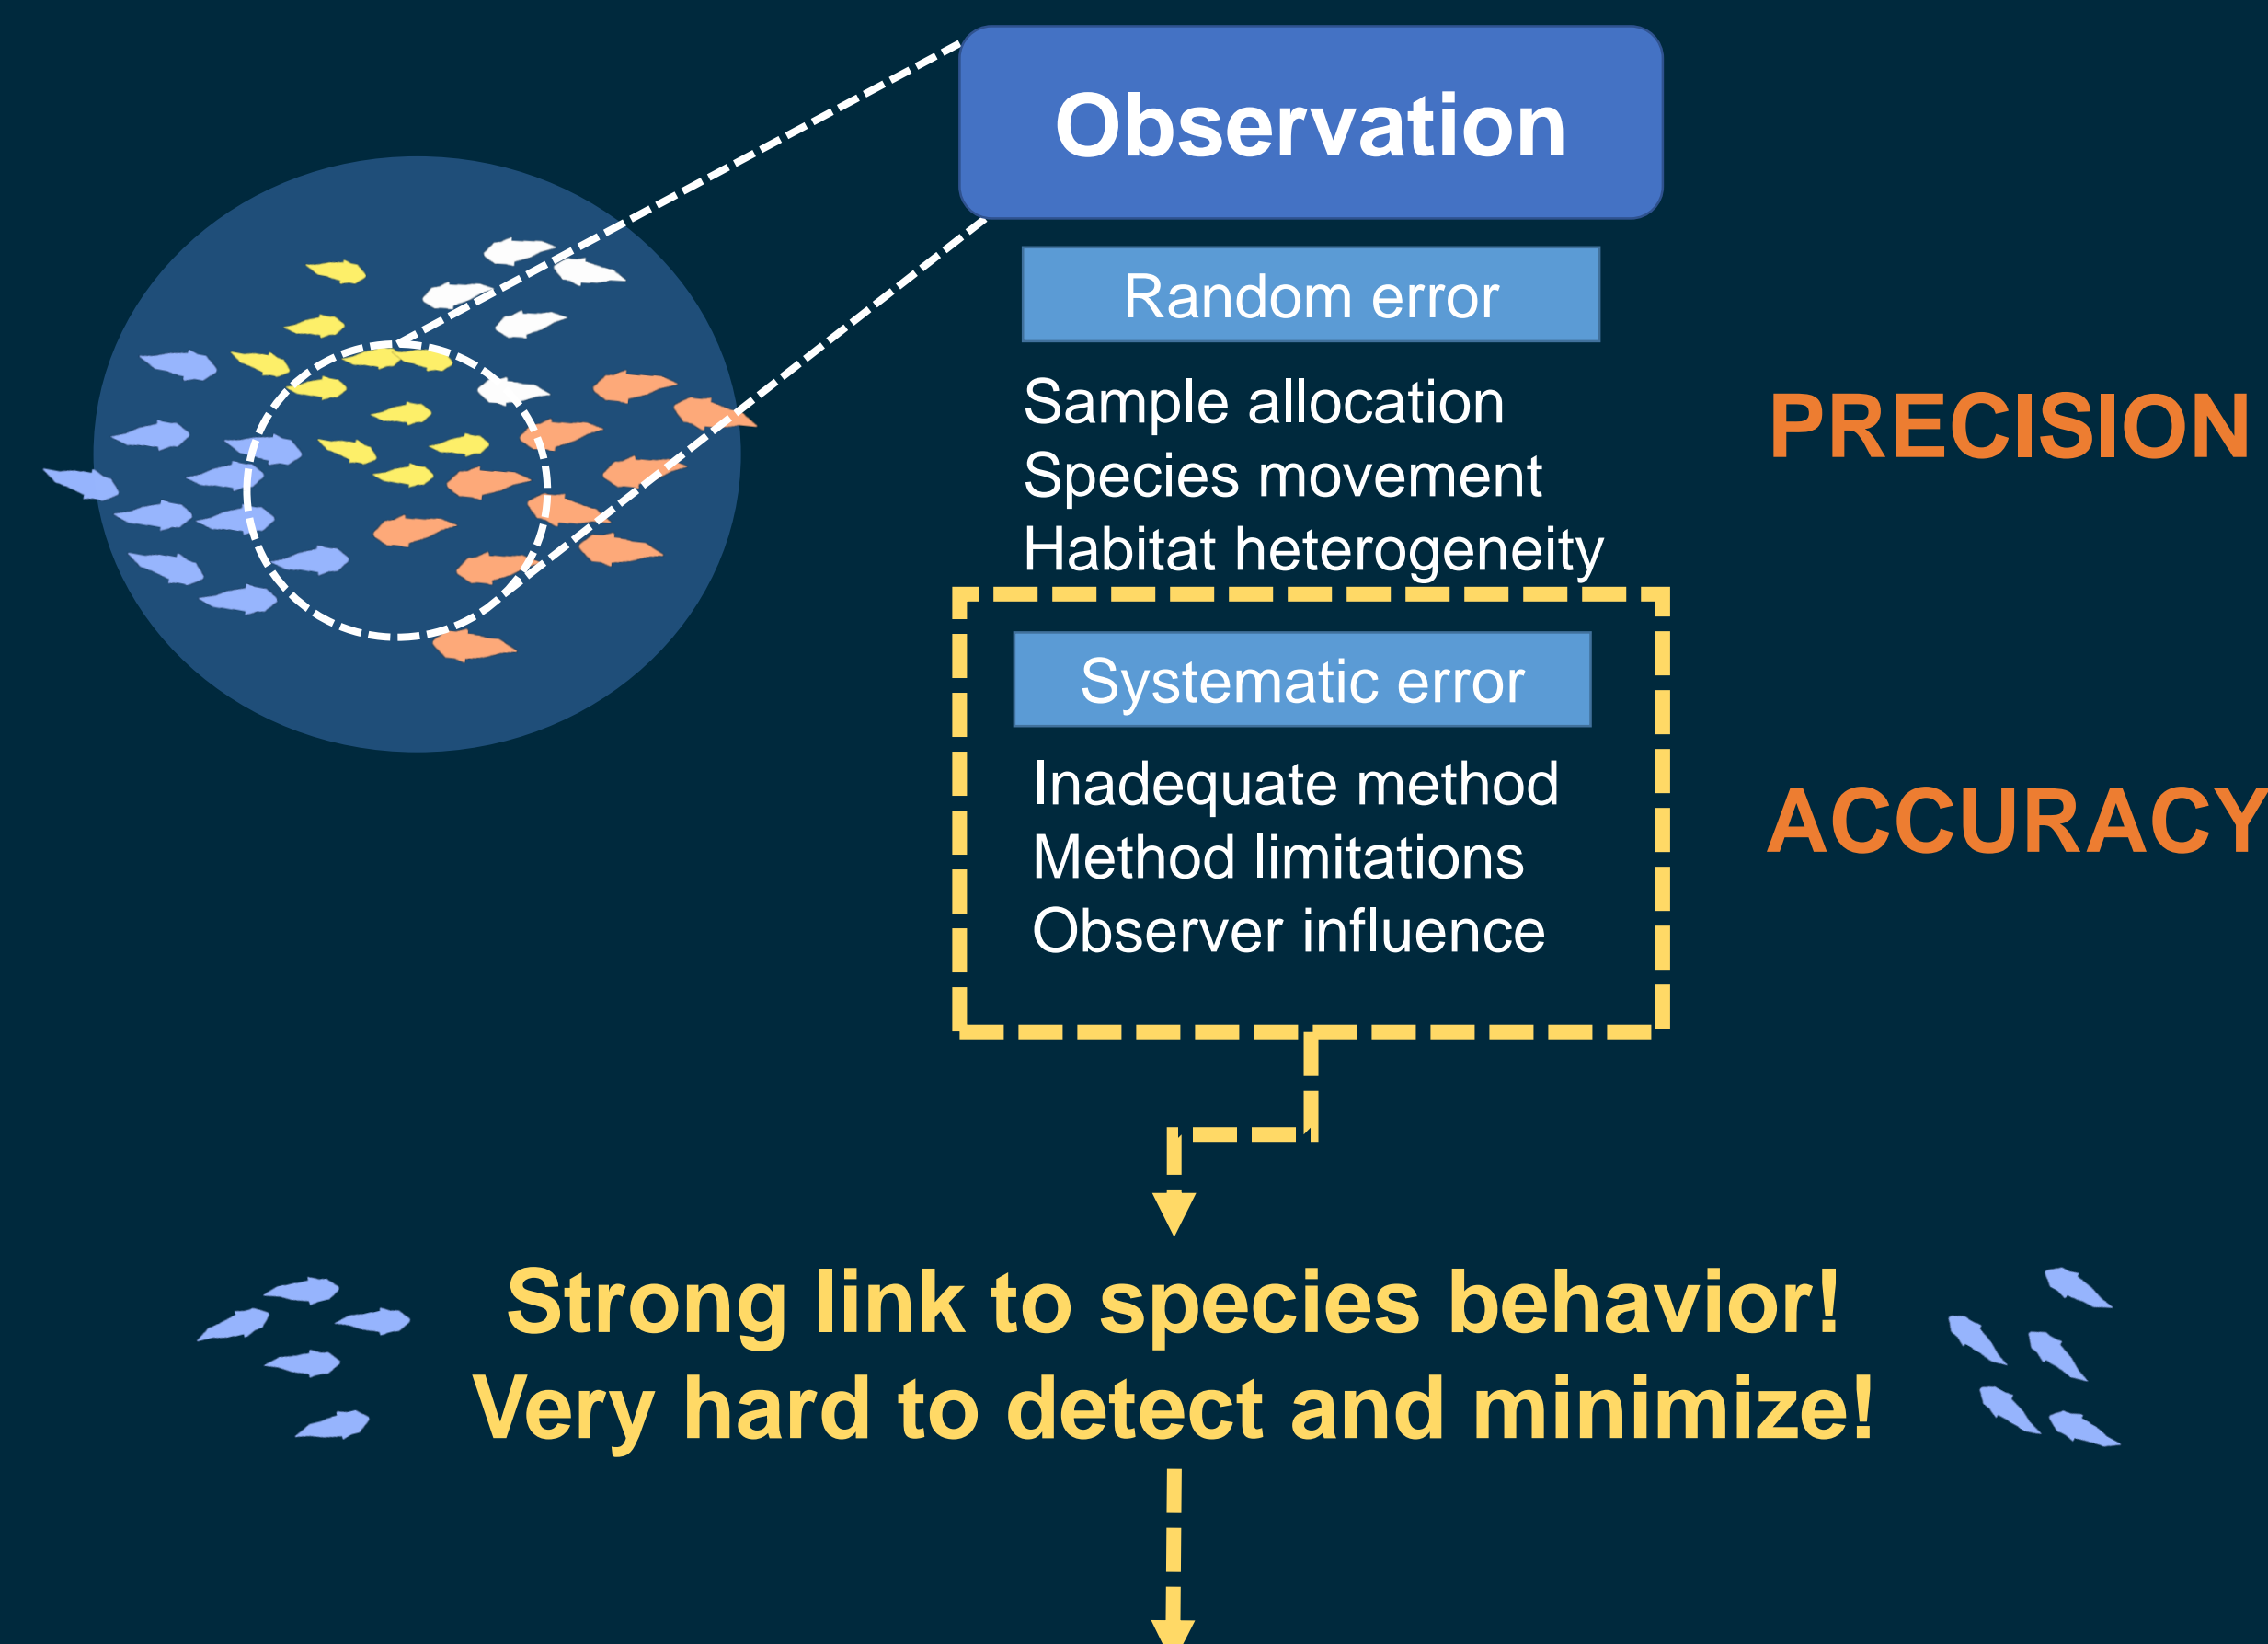 Observation
Random error
Sample allocation
Species movement
Habitat heterogeneity
PRECISION
Systematic error
Inadequate method
Method limitations
Observer influence
ACCURACY
Strong link to species behavior!
Very hard to detect and minimize!